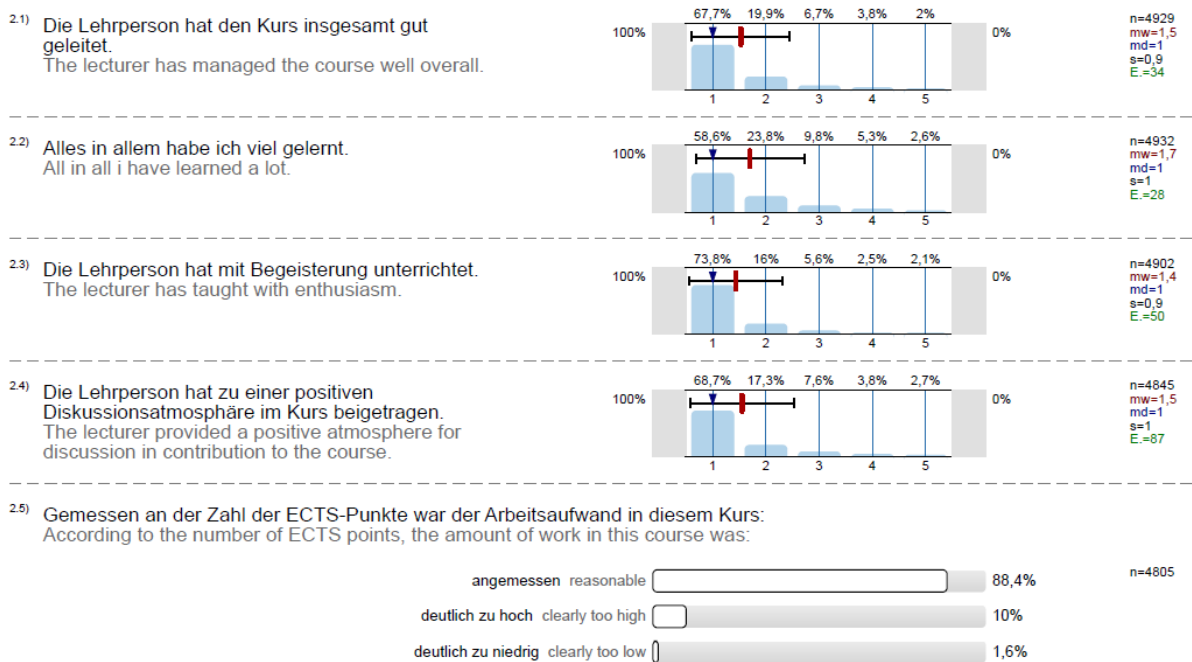 2.1) Die Lehrperson hat den Kurs insgesamt gut
geleitet.
The lecturer has managed the course well overall.
67,7% 19,9% 6,7% 3,8% 2%
100% 0%
1 2 3 4 5
n=4929
mw=1,5
md=1
s=0,9
E.=34
2.2) Alles in allem habe ich viel gelernt.
All in all i have learned a lot.
58,6% 23,8% 9,8% 5,3% 2,6%
100% 0%
1 2 3 4 5
n=4932
mw=1,7
md=1
s=1
E.=28
2.3) Die Lehrperson hat mit Begeisterung unterrichtet.
The lecturer has taught with enthusiasm.
73,8% 16% 5,6% 2,5% 2,1%
100% 0%
1 2 3 4 5
n=4902
mw=1,4
md=1
s=0,9
E.=50
2.4) Die Lehrperson hat zu einer positiven
Diskussionsatmosphäre im Kurs beigetragen.
The lecturer provided a positive atmosphere for
discussion in contribution to the course.
68,7% 17,3% 7,6% 3,8% 2,7%
100% 0%
1 2 3 4 5
n=4845
mw=1,5
md=1
s=1
E.=87
2.5) Gemessen an der Zahl der ECTS-Punkte war der Arbeitsaufwand in diesem Kurs:
According to the number of ECTS points, the amount of work in this course was:
angemessen reasonable 88,4% n=4805
deutlich zu hoch clearly too high 10%
deutlich zu niedrig clearly too low 1,6%